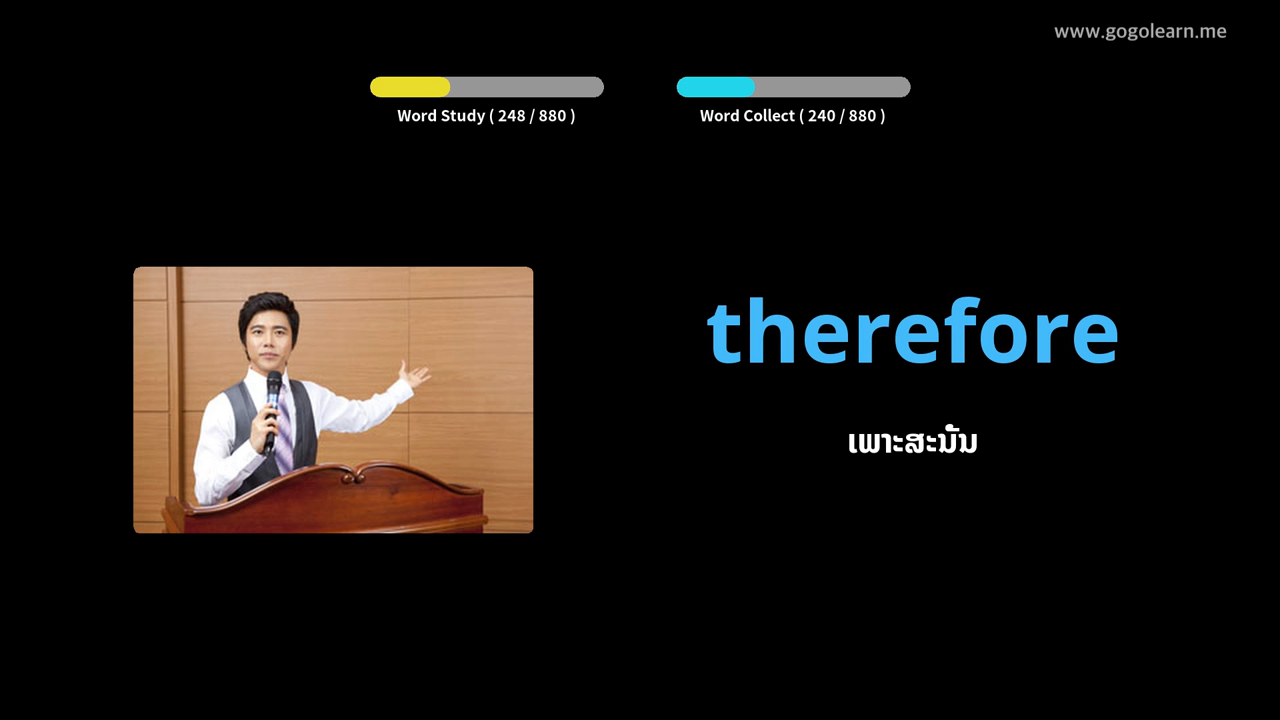 www.gogolearn.me
Word Study ( 248 / 880 )
Word Collect ( 240 / 880 )
therefore
ເພາະສະນັ້ນ